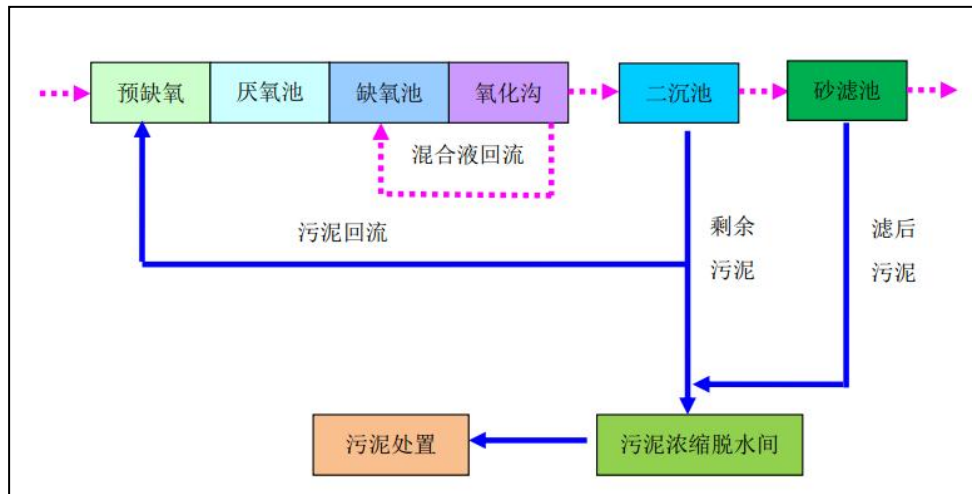 预缺氧
厌氧池
缺氧池
氧化沟
二沉池
砂滤池
混合液回流
污泥回流
剩余
污泥
滤后
污泥
污泥处置
污泥浓缩脱水间